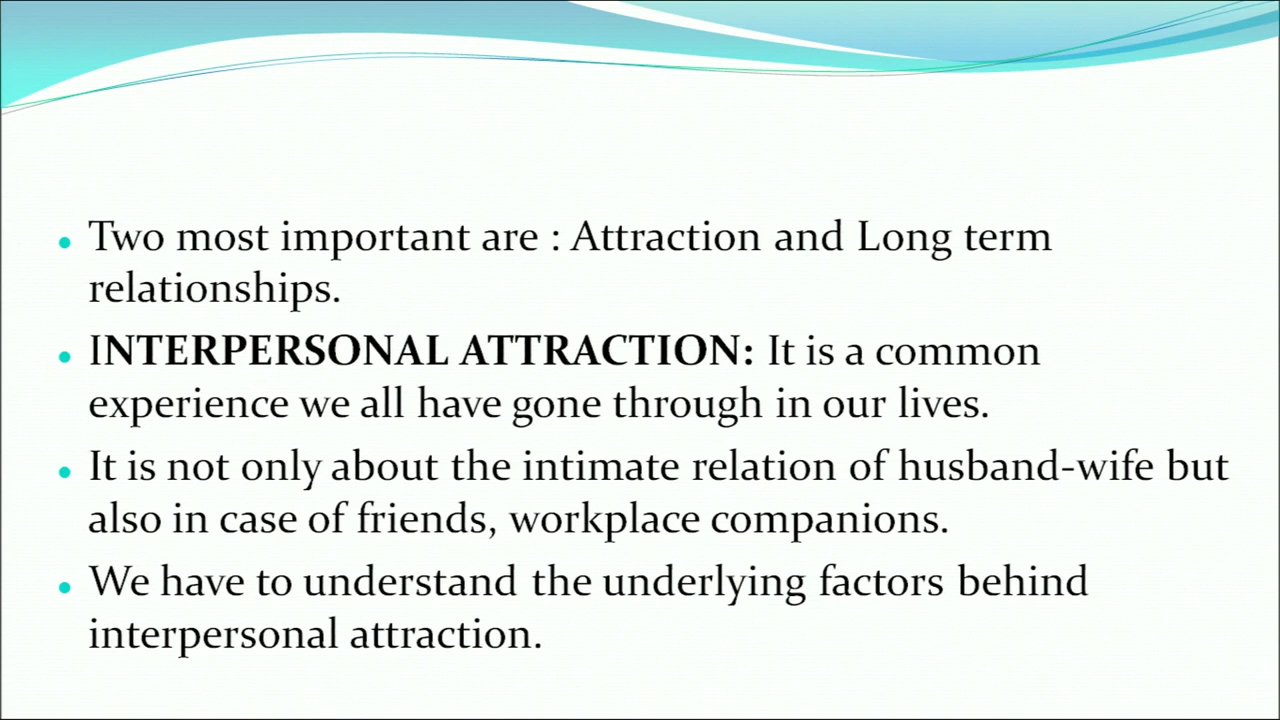 Two most important are : Attraction and Long term
relationships.
INTERPERSONAL ATTRACTION: It is a common
experience we all have gone through in our lives.
It is not only about the intimate relation of husband-wife but
also in case of friends, workplace companions.
We have to understand the underlying factors behind
interpersonal attraction.